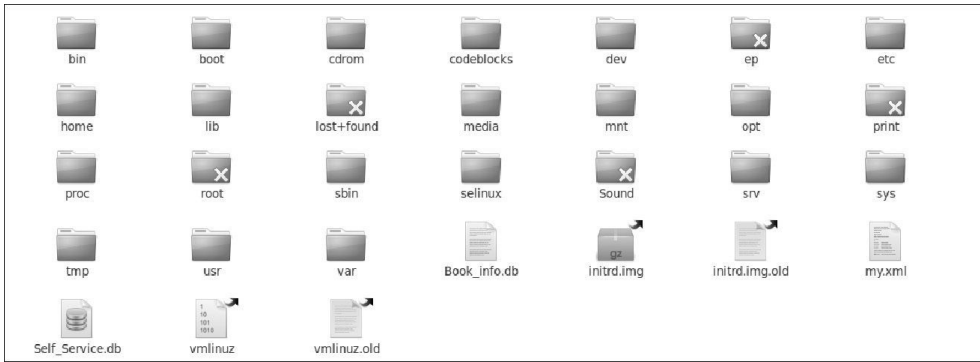 bin boot cdrom codeblocks dev ep etc
home lib lost+found media mnt opt print
proc root sbin selinux Sound srv sys
tmp usr var Book_info.db gz initrd.img initrd.img.old my.xml
1
10
101
1010
Self_Service.db vmlinuz vmlinuz.old